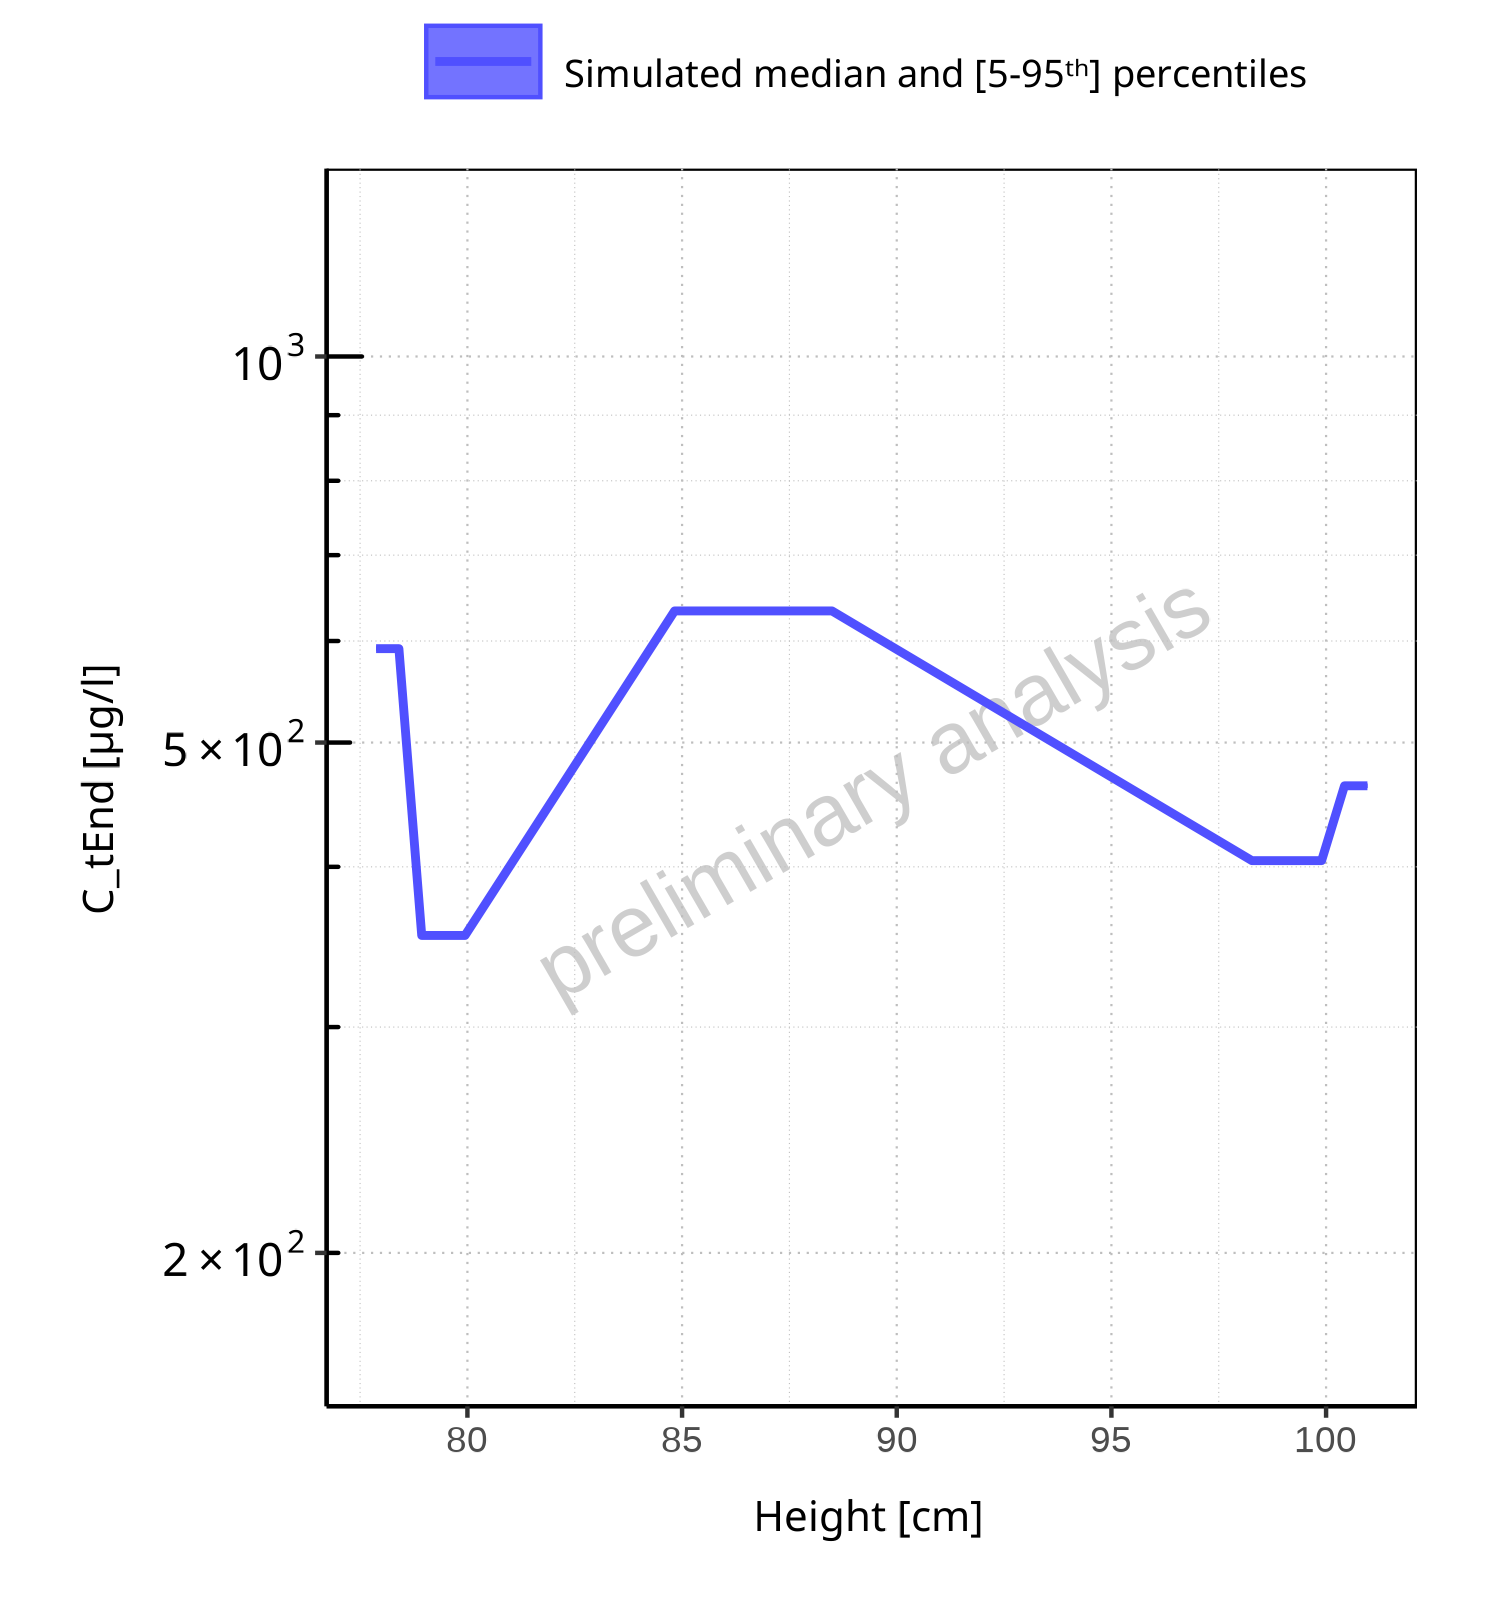 Simulated median and [5-95ᵗʰ] percentiles
10³
5 × 10²
2 × 10²
C_tEnd [µg/l]
preliminary analysis
80 85 90 95 100
Height [cm]